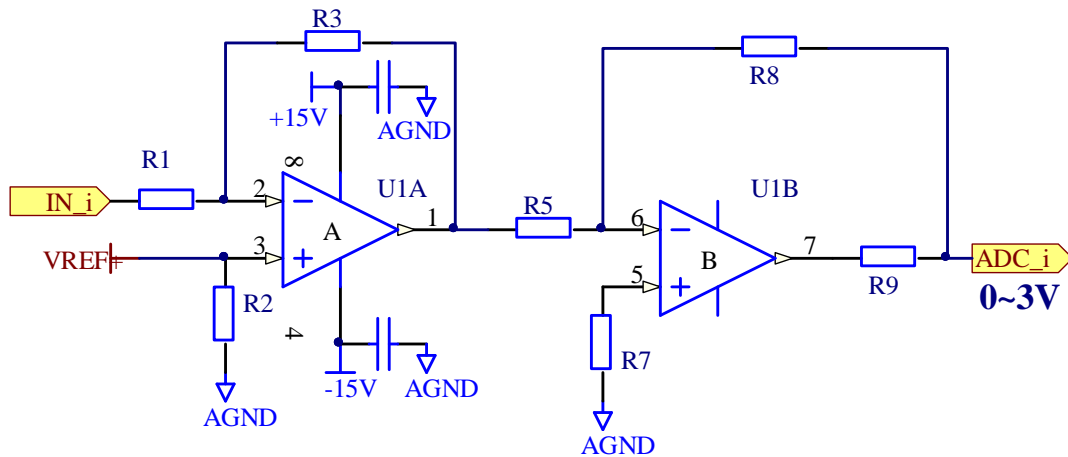 R3
R8
+15V
AGND
R1
8
U1A
U1B
IN_i
2
1
R5
6
A
B
7
ADC_i
VREF+
3
5
R9
0~3V
R2
4
R7
-15V
AGND
AGND
AGND